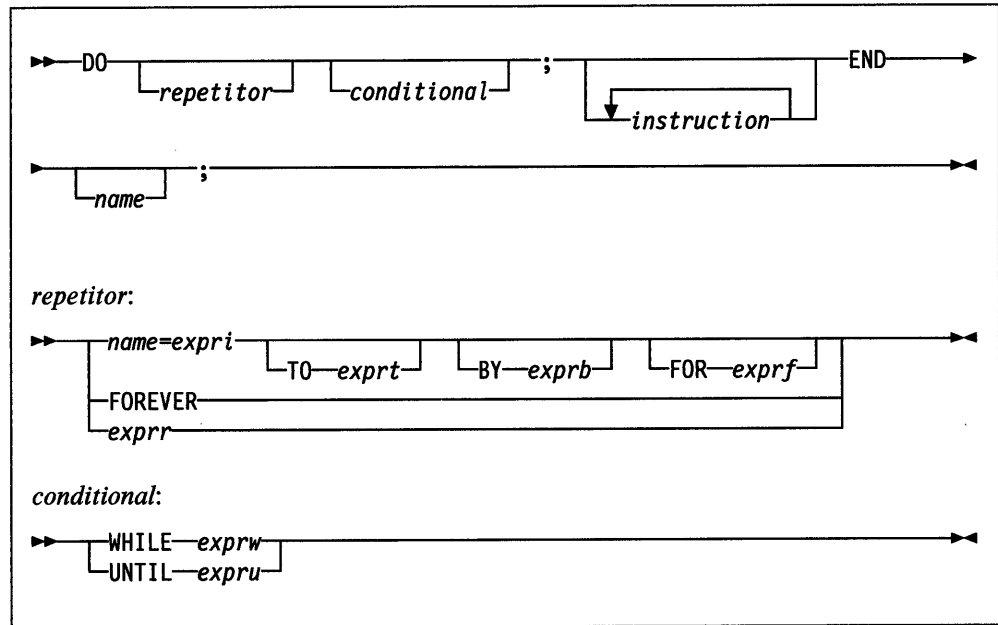 DO ; END
repetitor conditional
instruction
;
name
repetitor:
name=expri
TO exprt BY exprb FOR exprf
FOREVER
exprr
conditional:
WHILE exprw
UNTIL expru